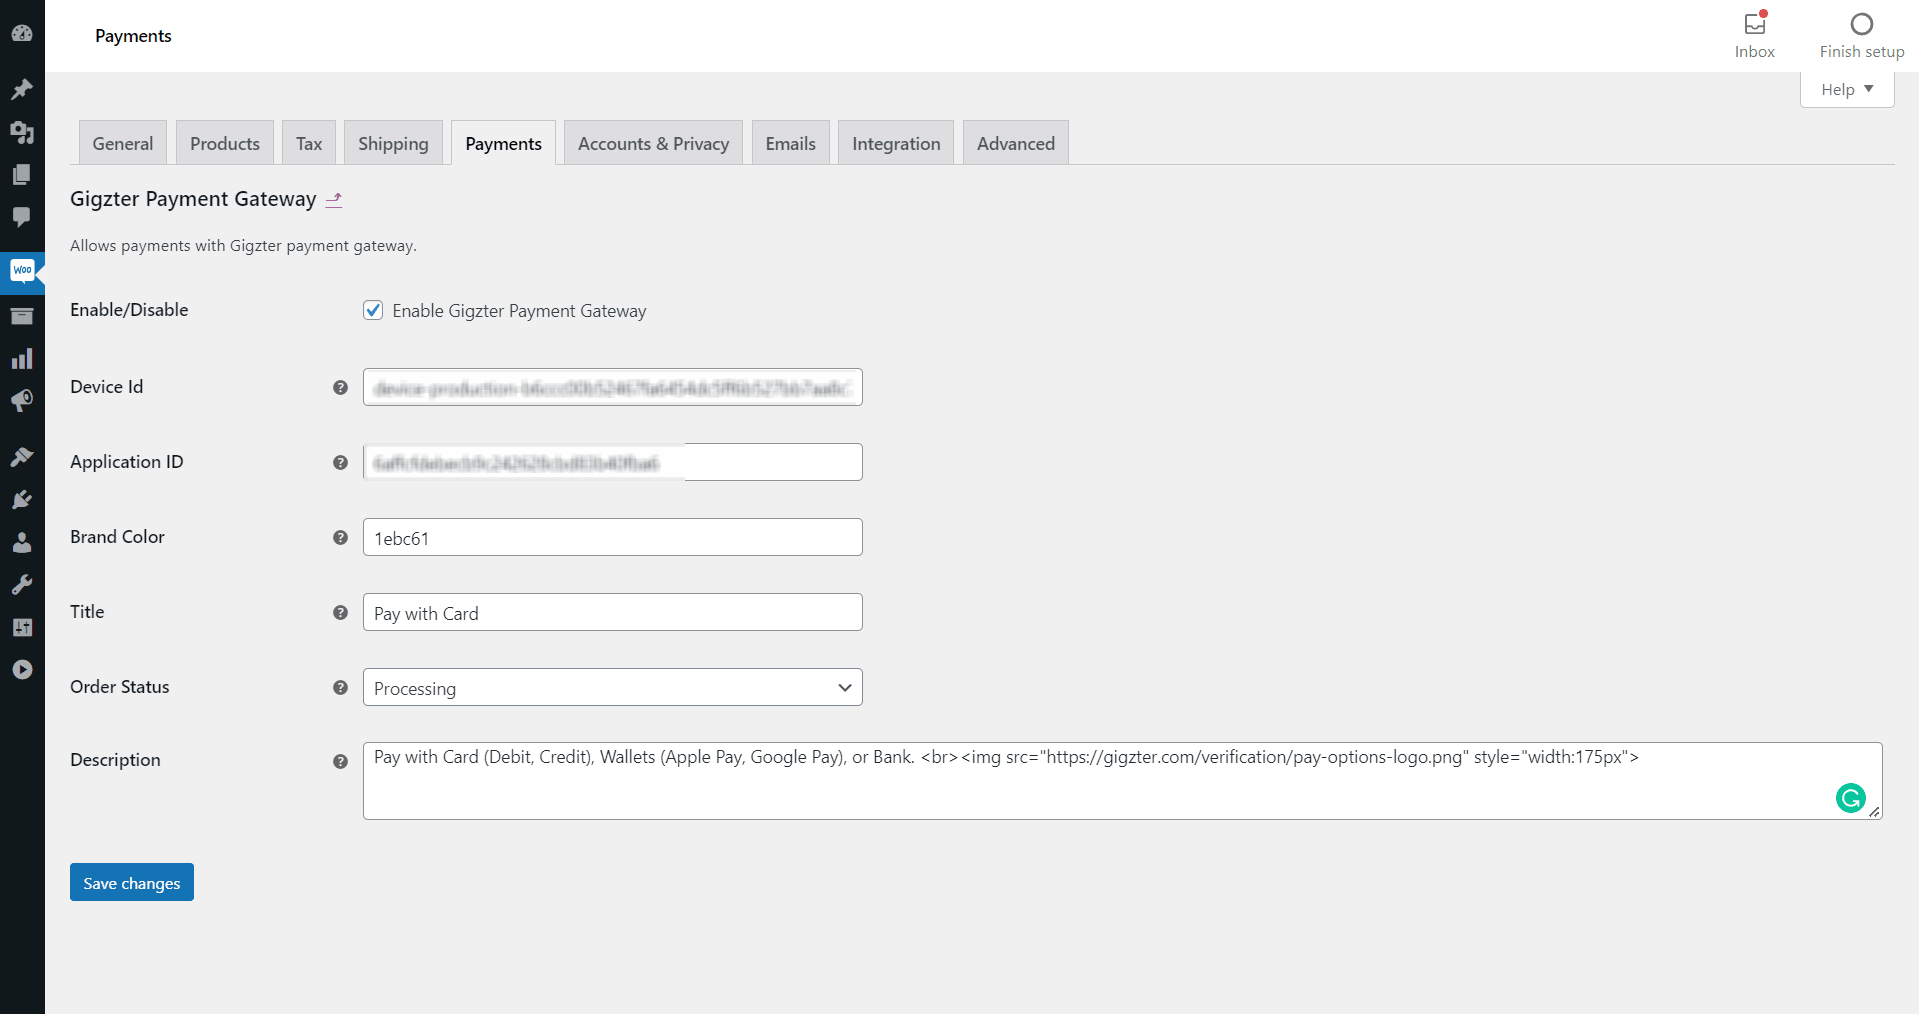 Payments
Inbox
Finish setup
Help
General
Products
Tax
Shipping
Payments
Accounts & Privacy
Emails
Integration
Advanced
Gigzter Payment Gateway
Allows payments with Gigzter payment gateway.
Woo
Enable/Disable
Enable Gigzter Payment Gateway
Device Id
Application ID
Brand Color
1ebc61
Title
Pay with Card
Order Status
Processing
Description
Pay with Card (Debit, Credit), Wallets (Apple Pay, Google Pay), or Bank. <br><img src="https://gigzter.com/verification/pay-options-logo.png" style="width:175px">
Save changes